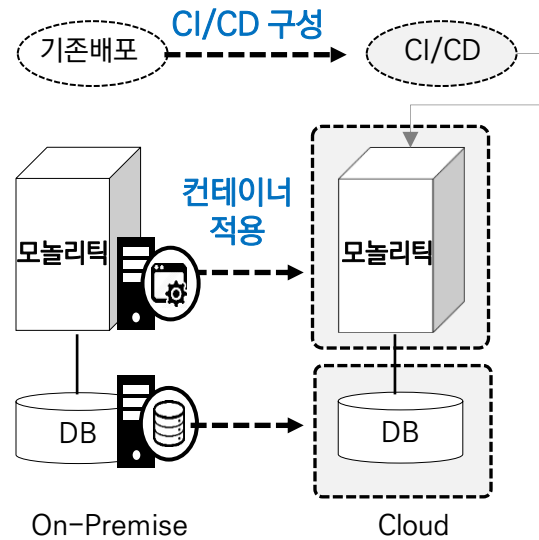 CI/CD 구성
기존배포
CI/CD
컨테이너
적용
모놀리틱
모놀리틱
DB
DB
On-Premise
Cloud